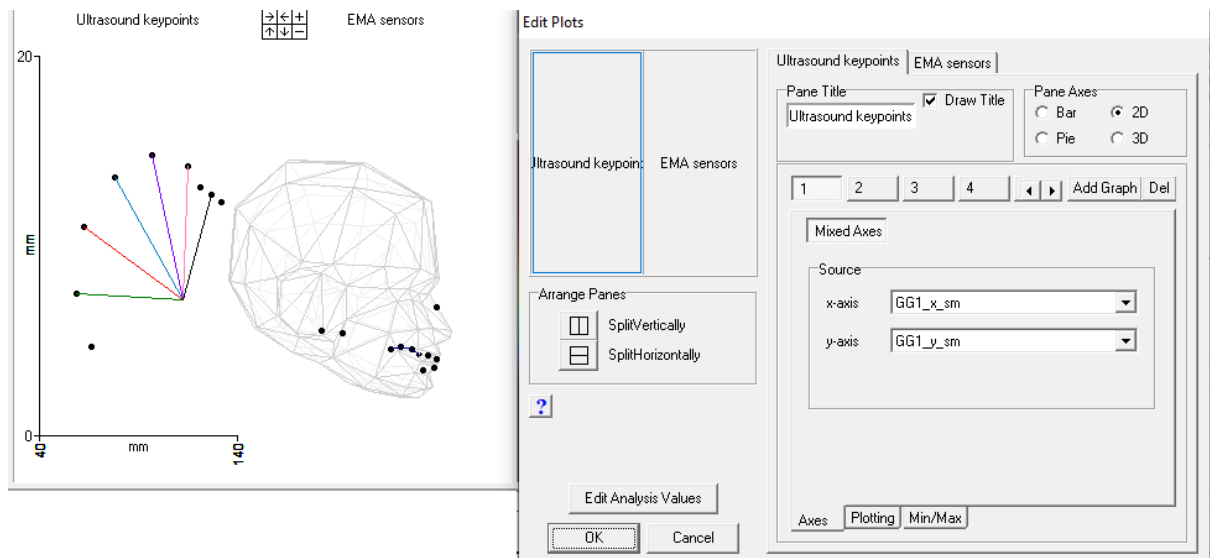 Ultrasound keypoints
EMA sensors
20
mm
0
40
mm
140
Edit Plots
Ultrasound keypoin
EMA sensors
Arrange Panes
SplitVertically
SplitHorizontally
?
Edit Analysis Values
OK
Cancel
Ultrasound keypoints
EMA sensors
Pane Title
Ultrasound keypoints
Draw Title
Pane Axes
Bar
2D
Pie
3D
1
2
3
4
Add Graph
Del
Mixed Axes
Source
x-axis
GG1_x_sm
y-axis
GG1_y_sm
Axes
Plotting
Min/Max